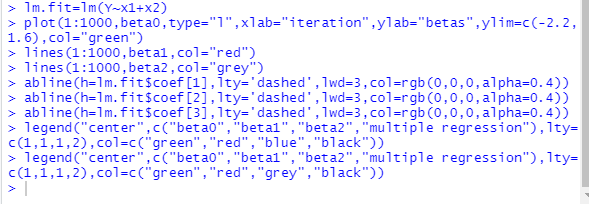 > lm.fit=lm(Y~x1+x2)
> plot(1:1000,beta0,type="l",xlab="iteration",ylab="betas",ylim=c(-2.2,
1.6),col="green")
> lines(1:1000,beta1,col="red")
> lines(1:1000,beta2,col="grey")
> abline(h=lm.fit$coef[1],lty='dashed',lwd=3,col=rgb(0,0,0,alpha=0.4))
> abline(h=lm.fit$coef[2],lty='dashed',lwd=3,col=rgb(0,0,0,alpha=0.4))
> abline(h=lm.fit$coef[3],lty='dashed',lwd=3,col=rgb(0,0,0,alpha=0.4))
> legend("center",c("beta0","beta1","beta2","multiple regression"),lty=
c(1,1,1,2),col=c("green","red","blue","black"))
> legend("center",c("beta0","beta1","beta2","multiple regression"),lty=
c(1,1,1,2),col=c("green","red","grey","black"))
>